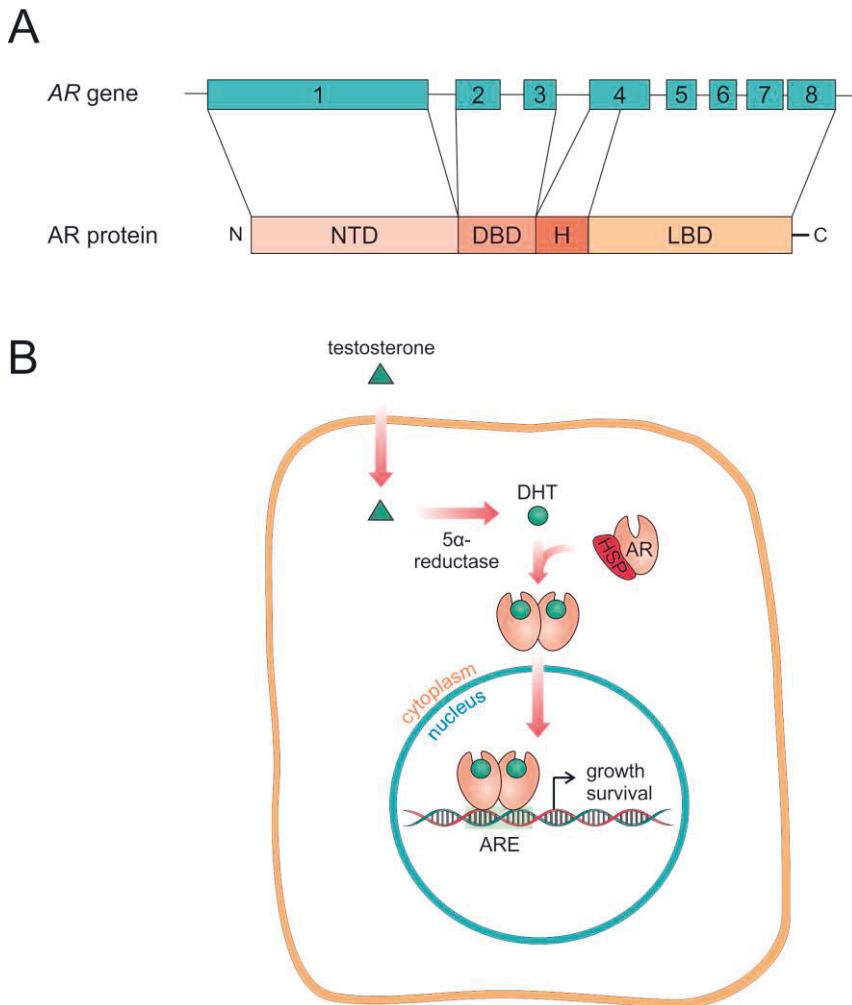 A
AR gene
1 2 3 4 5 6 7 8
AR protein
N NTD DBD H LBD C
B
testosterone
DHT
5α-
reductase
HSP
AR
cytoplasm
nucleus
growth
survival
ARE